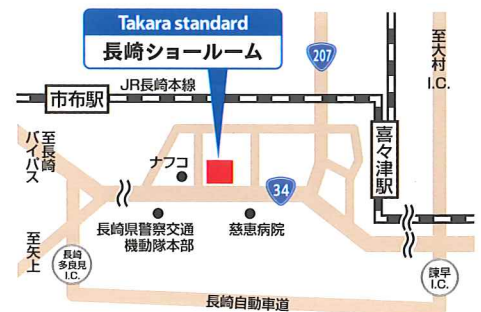 Takara standard
長崎ショールーム
207
至大村
I.C.
JR長崎本線
市布駅
喜々津駅
至長崎
バイパス
ナフコ
34
長崎県警察交通
機動隊本部
慈恵病院
至矢上
長崎
多良見
I.C.
諫早
I.C.
長崎自動車道